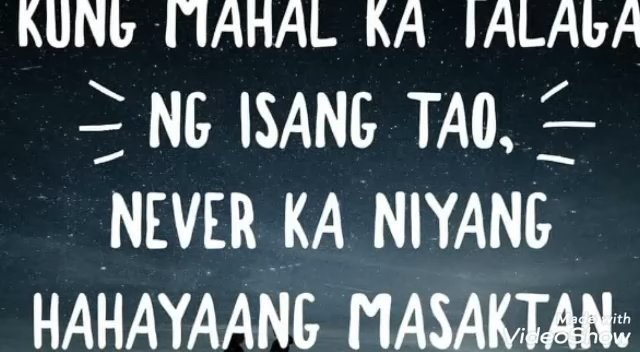 KUNG MAHAL KA TALAGA
NG ISANG TAO,
NEVER KA NIYANG
HAHAYAANG MASAKTAN.
Made with
VideoShow